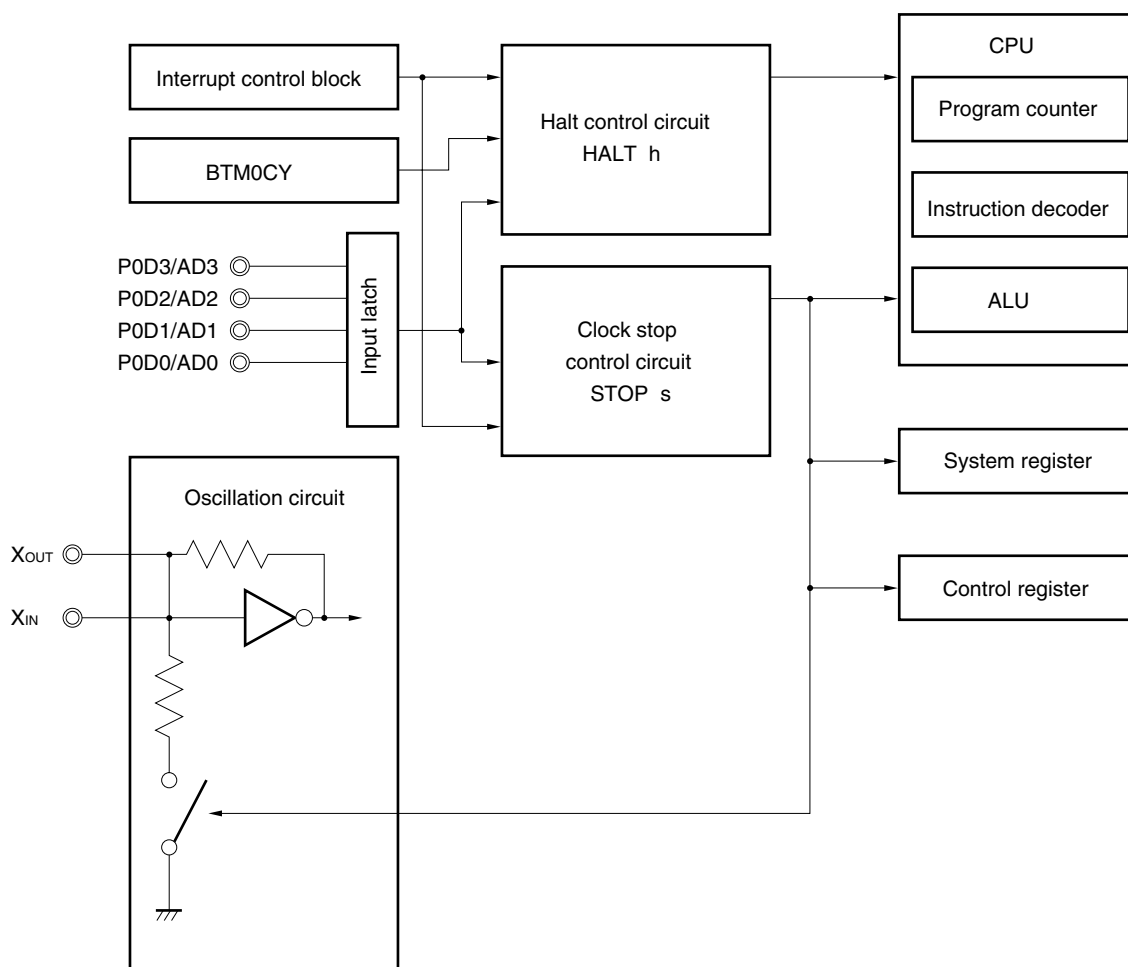 Interrupt control block
BTM0CY
P0D3/AD3
P0D2/AD2
P0D1/AD1
P0D0/AD0
Input latch
Halt control circuit
HALT h
Clock stop
control circuit
STOP s
CPU
Program counter
Instruction decoder
ALU
System register
Control register
Oscillation circuit
XOUT
XIN